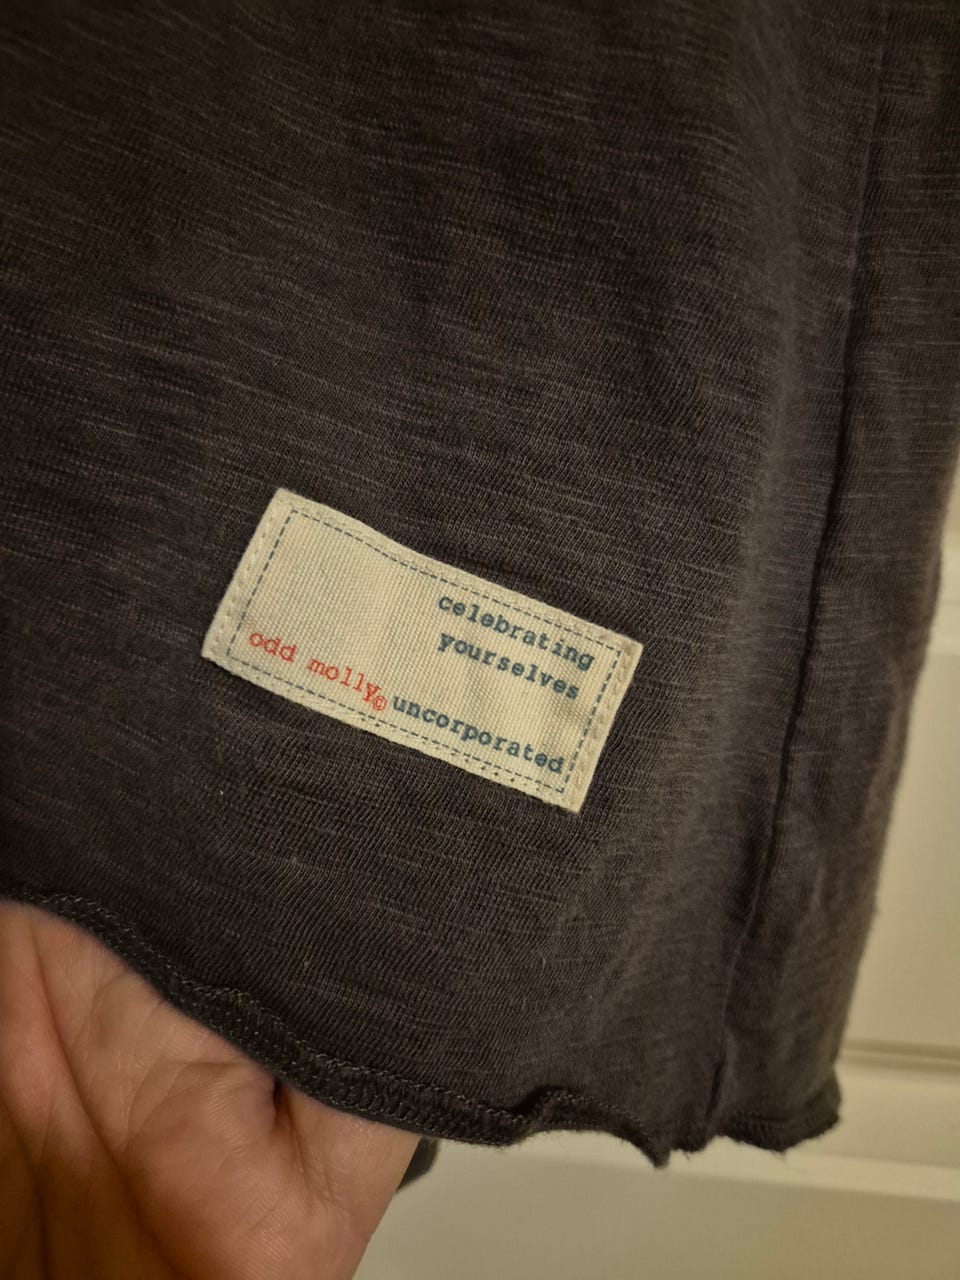 celebrating
yourselves
odd molly© uncorporated